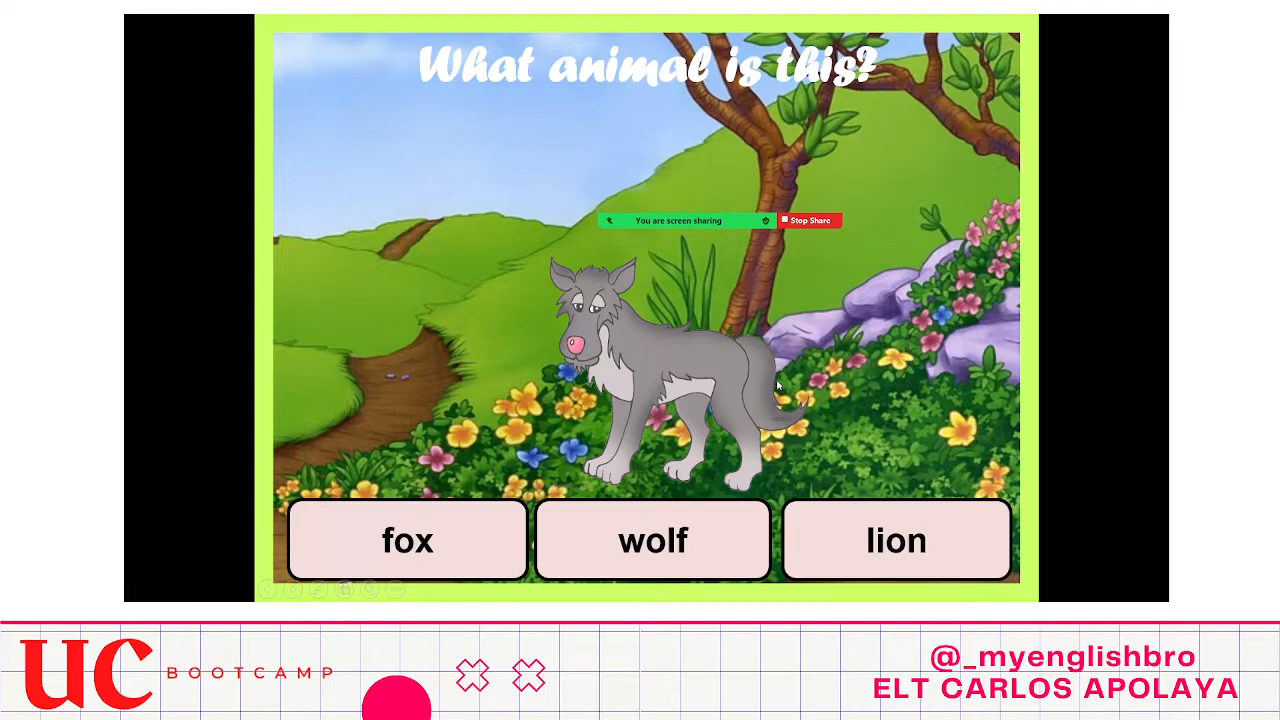 What animal is this?
You are screen sharing Stop Share
fox wolf lion
UC BOOTCAMP
@_myenglishbro
ELT CARLOS APOLAYA